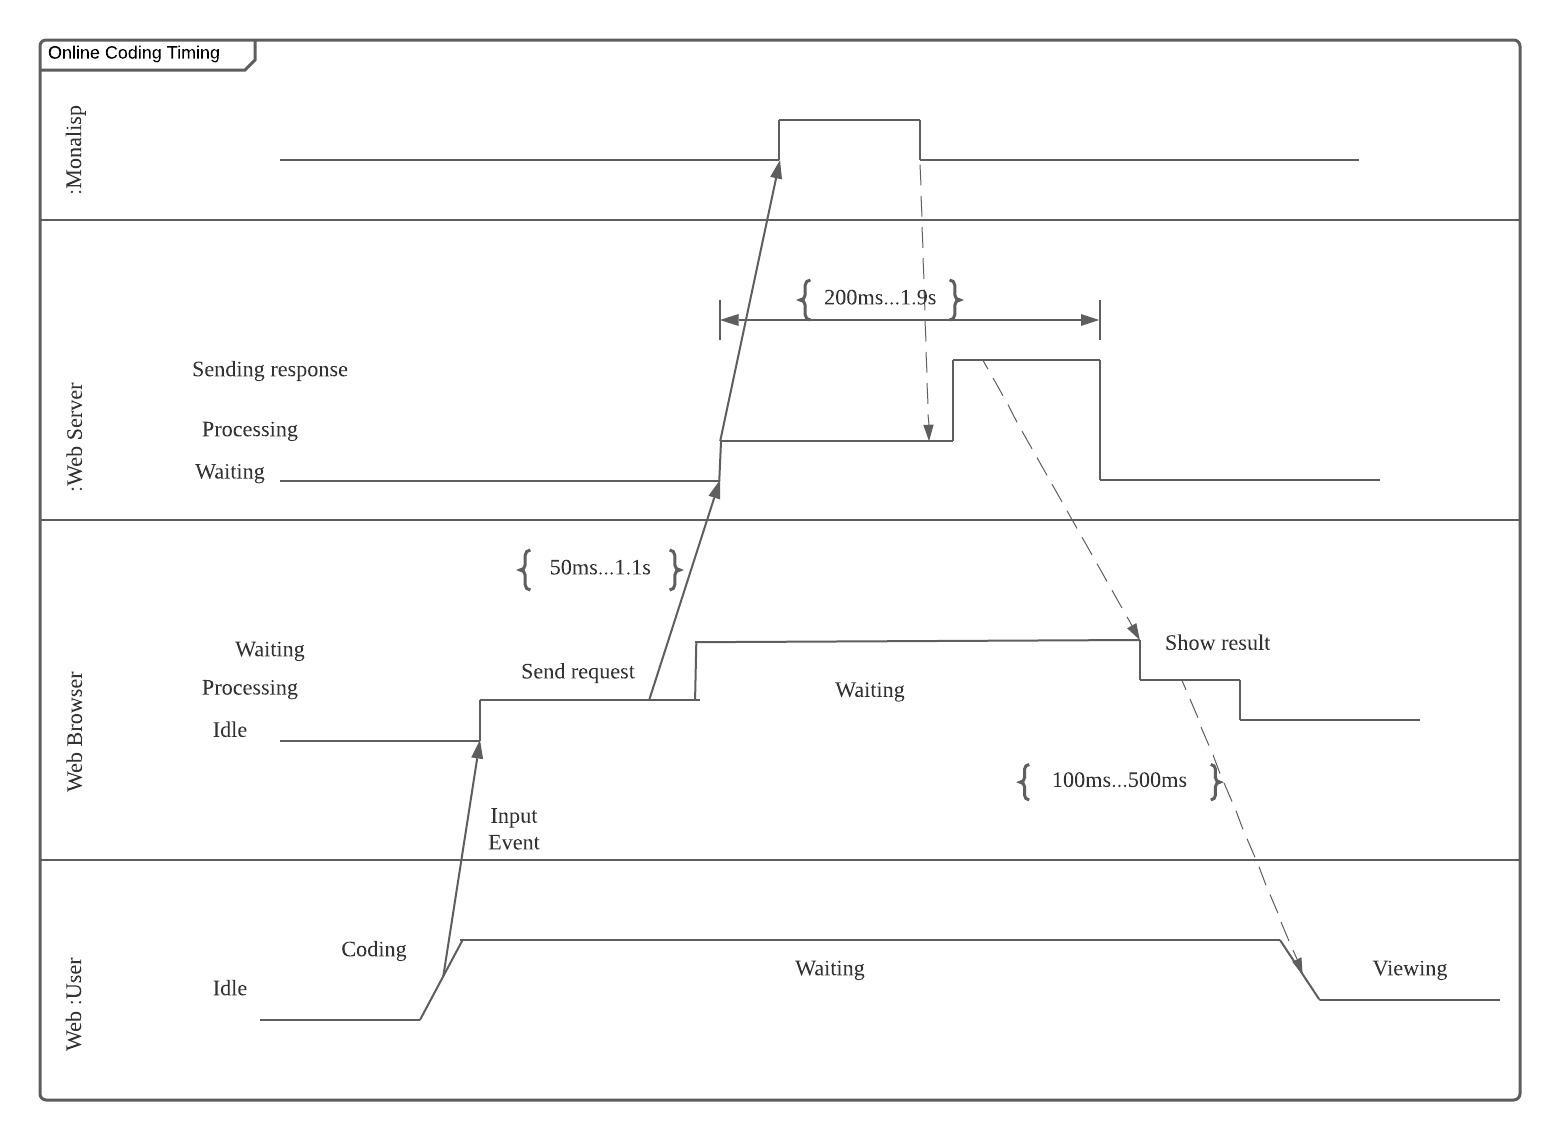 Online Coding Timing
:Monalisp
200ms...1.9s
Sending response
Processing
Waiting
:Web Server
50ms...1.1s
Waiting
Send request
Show result
Processing
Waiting
Idle
Web Browser
100ms...500ms
Input
Event
Coding
Waiting
Viewing
Idle
Web :User